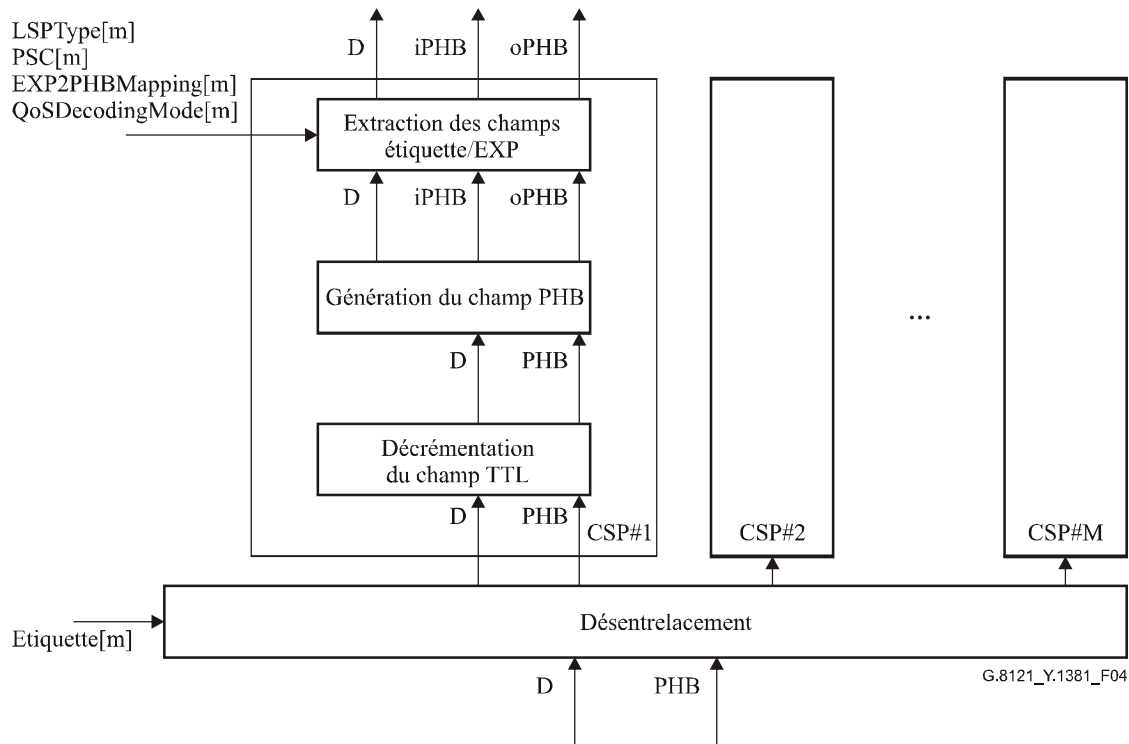 LSPType[m]
PSC[m]
EXP2PHBMapping[m]
QoSDecodingMode[m]
D
iPHB
oPHB
Extraction des champs
étiquette/EXP
D
iPHB
oPHB
Génération du champ PHB
...
D
PHB
Décrémentation
du champ TTL
D
PHB
CSP#1
CSP#2
CSP#M
Désentrelacement
Etiquette[m]
D
PHB
G.8121_Y.1381_F04